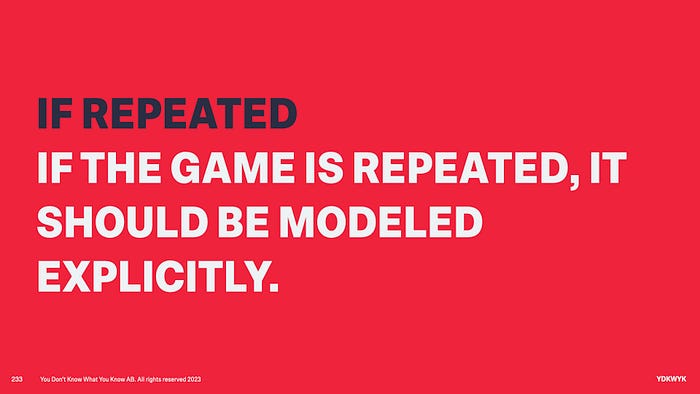 IF REPEATED
IF THE GAME IS REPEATED, IT
SHOULD BE MODELED
EXPLICITLY.
233 You Don't Know What You Know AB. All rights reserved 2023 YDKWYK